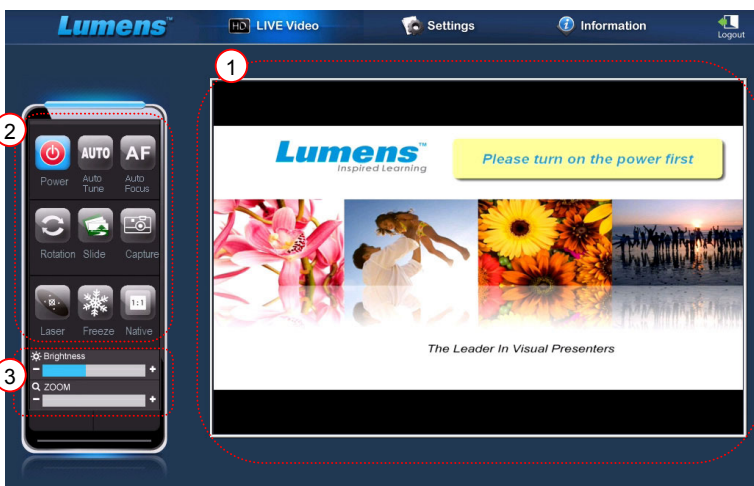 Lumens™
HD LIVE Video
Settings
Information
Logout
1
2
Power
AUTO
Auto
Tune
AF
Auto
Focus
Rotation
Slide
Capture
Laser
Freeze
1:1
Native
3
Brightness
- +
ZOOM
- +
Lumens™
Inspired Learning
Please turn on the power first
The Leader In Visual Presenters